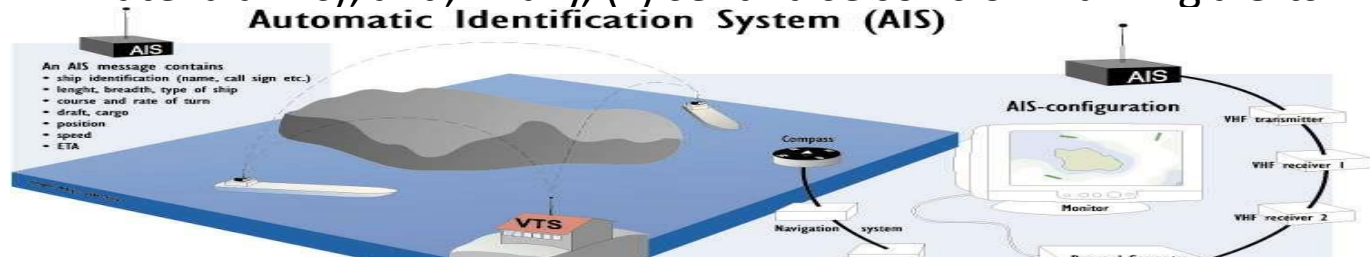 Automatic Identification System (AIS)
AIS
An AIS message contains
• ship identification (name, call sign etc.)
• lenght, breadth, type of ship
• course and rate of turn
• draft, cargo
• position
• speed
• ETA
VTS
Compass
Navigation system
AIS
AIS-configuration
VHF transmitter
VHF receiver 1
VHF receiver 2
Monitor